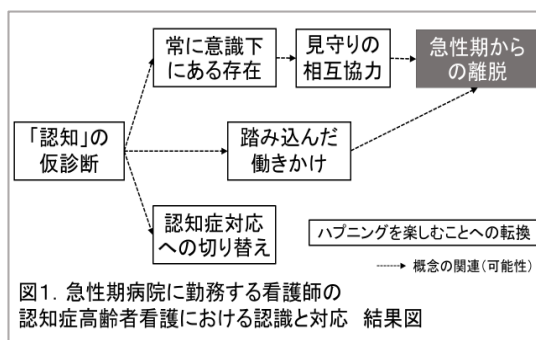 常に意識下
にある存在
見守りの
相互協力
急性期から
の離脱
「認知」の
仮診断
踏み込んだ
働きかけ
認知症対応
への切り替え
ハプニングを楽しむことへの転換
概念の関連(可能性)
図1. 急性期病院に勤務する看護師の
認知症高齢者看護における認識と対応 結果図